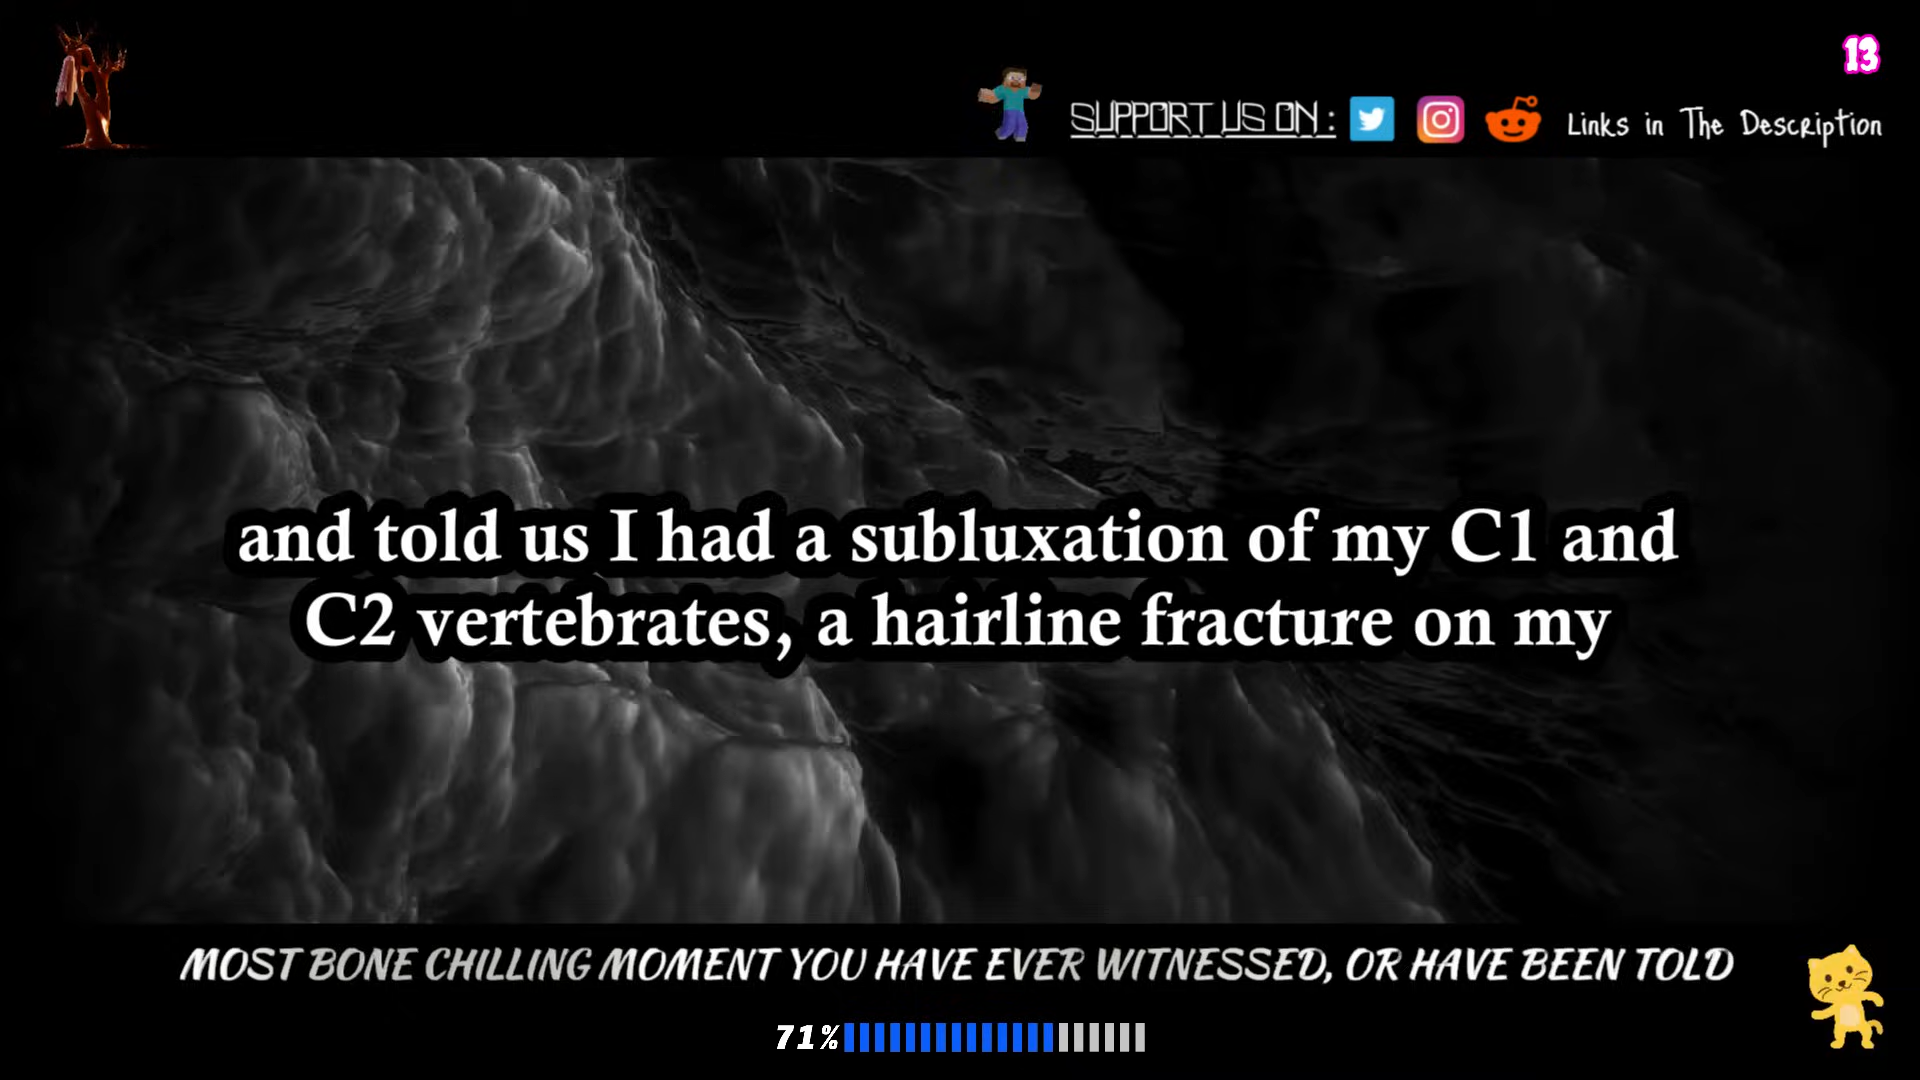 13
SUPPORT US ON :
Links in The Description
and told us I had a subluxation of my C1 and
C2 vertebrates, a hairline fracture on my
MOST BONE CHILLING MOMENT YOU HAVE EVER WITNESSED, OR HAVE BEEN TOLD
71%